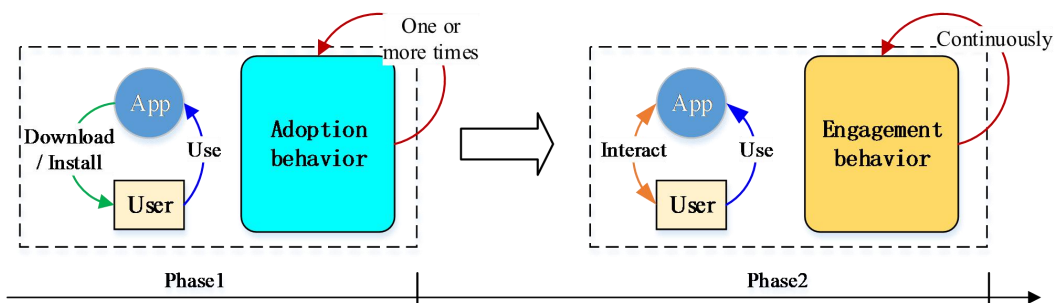 One or
more times
App
Download
/ Install
Use
User
Adoption
behavior
Continuously
App
Interact
Use
User
Engagement
behavior
Phase1
Phase2